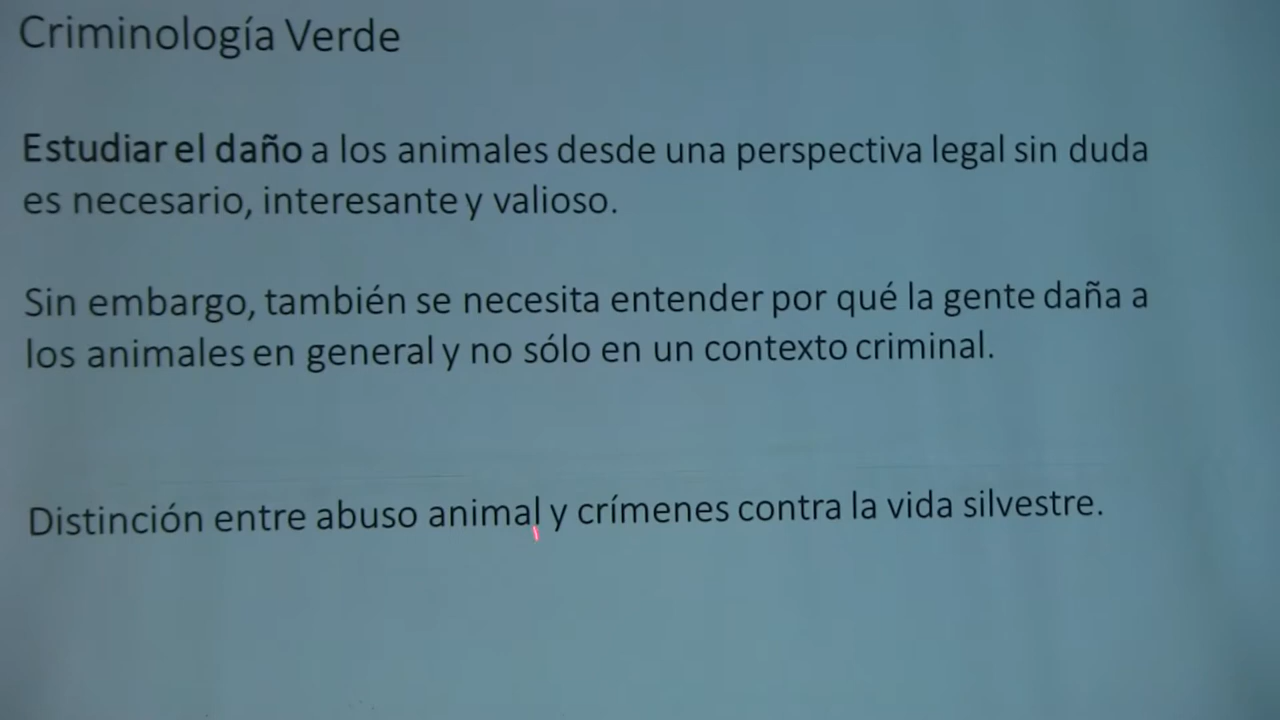 Criminología Verde
Estudiar el daño a los animales desde una perspectiva legal sin duda
es necesario, interesante y valioso.
Sin embargo, también se necesita entender por qué la gente daña a
los animales en general y no sólo en un contexto criminal.
Distinción entre abuso animal y crímenes contra la vida silvestre.